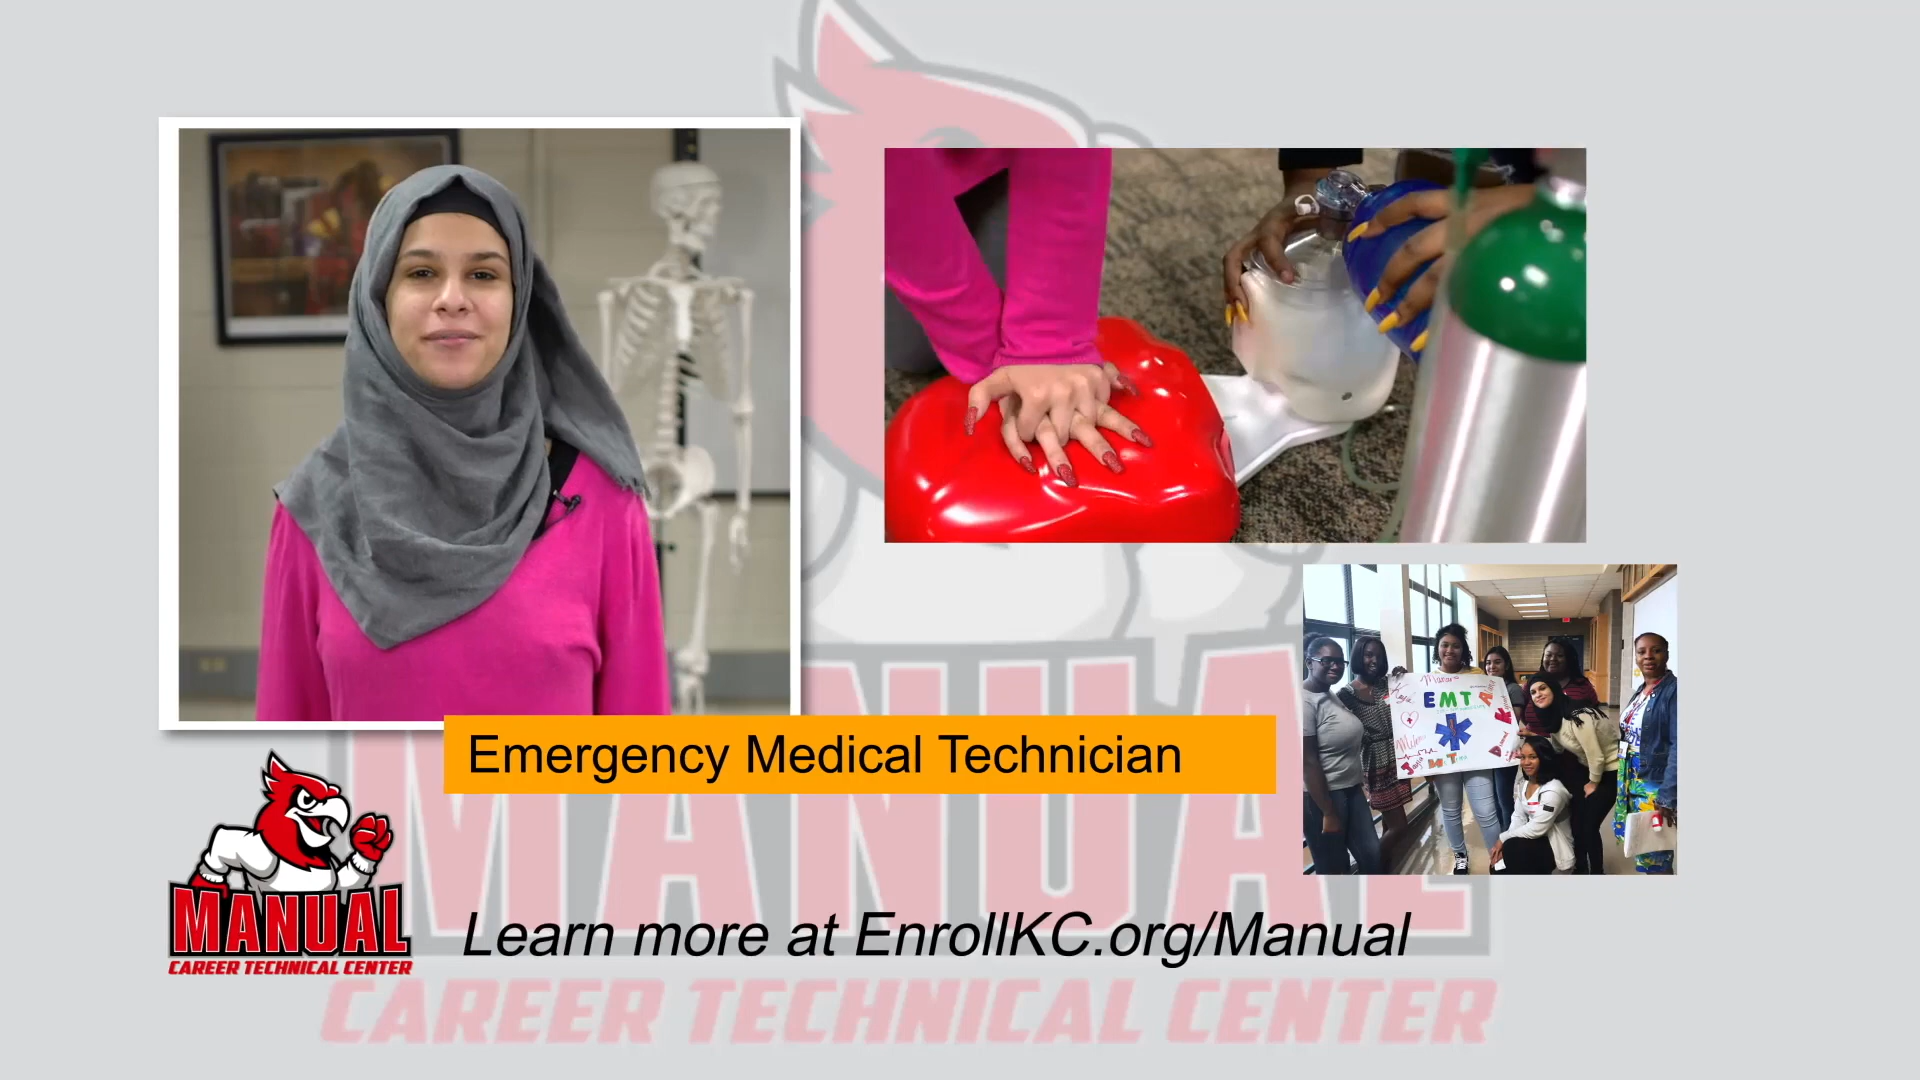 EMT
Emergency Medical Technician
MANUAL
CAREER TECHNICAL CENTER
Learn more at EnrollKC.org/Manual
MANUAL
CAREER TECHNICAL CENTER